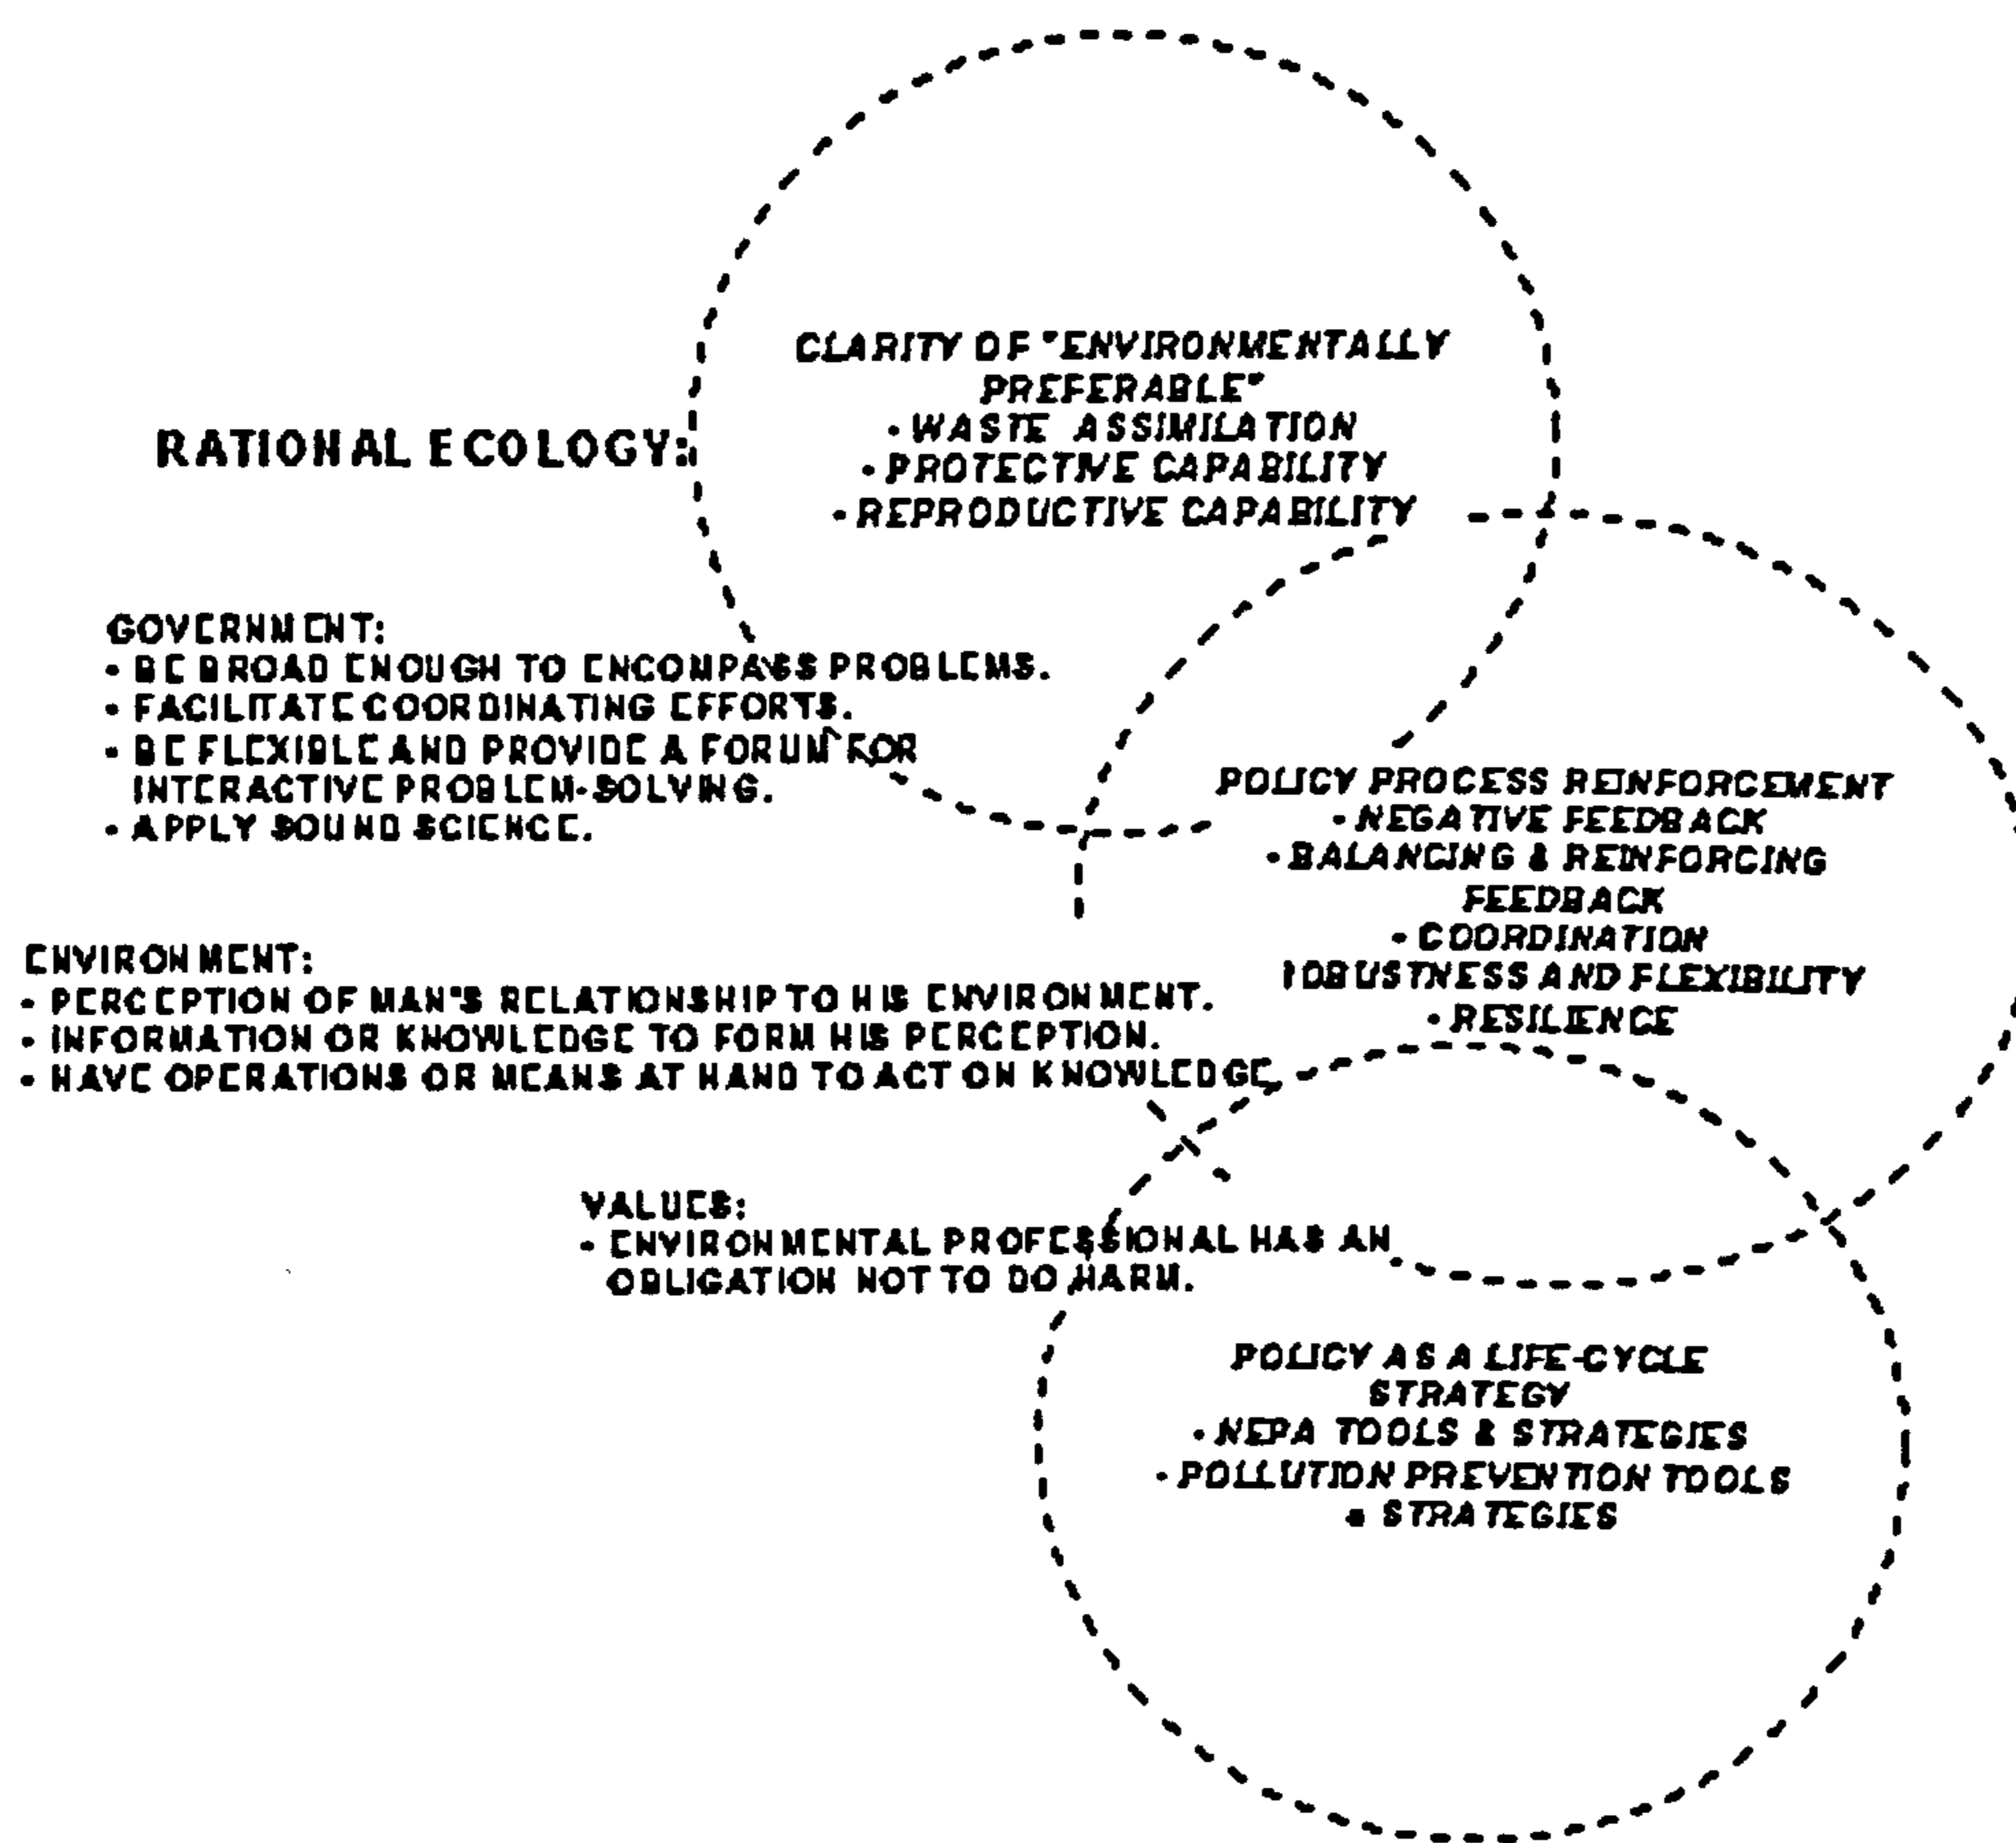 CLARITY OF "ENVIRONMENTALLY
PREFERABLE"
• WASTE ASSIMILATION
• PROTECTIVE CAPABILITY
• REPRODUCTIVE CAPABILITY
RATIONAL ECOLOGY:
GOVERNMENT:
• BE BROAD ENOUGH TO ENCOMPASS PROBLEMS.
• FACILITATE COORDINATING EFFORTS.
• BE FLEXIBLE AND PROVIDE A FORUM FOR
INTERACTIVE PROBLEM-SOLVING.
• APPLY SOUND SCIENCE.
POLICY PROCESS REINFORCEMENT
• NEGATIVE FEEDBACK
• BALANCING & REINFORCING
FEEDBACK
• COORDINATION
ROBUSTNESS AND FLEXIBILITY
• RESILIENCE
ENVIRONMENT:
• PERCEPTION OF MAN'S RELATIONSHIP TO HIS ENVIRONMENT.
• INFORMATION OR KNOWLEDGE TO FORM HIS PERCEPTION.
• HAVE OPERATIONS OR MEANS AT HAND TO ACT ON KNOWLEDGE.
VALUES:
• ENVIRONMENTAL PROFESSIONAL HAS AN
OBLIGATION NOT TO DO HARM.
POLICY AS A LIFE-CYCLE
STRATEGY
• NEPA TOOLS & STRATEGIES
• POLLUTION PREVENTION TOOLS
& STRATEGIES